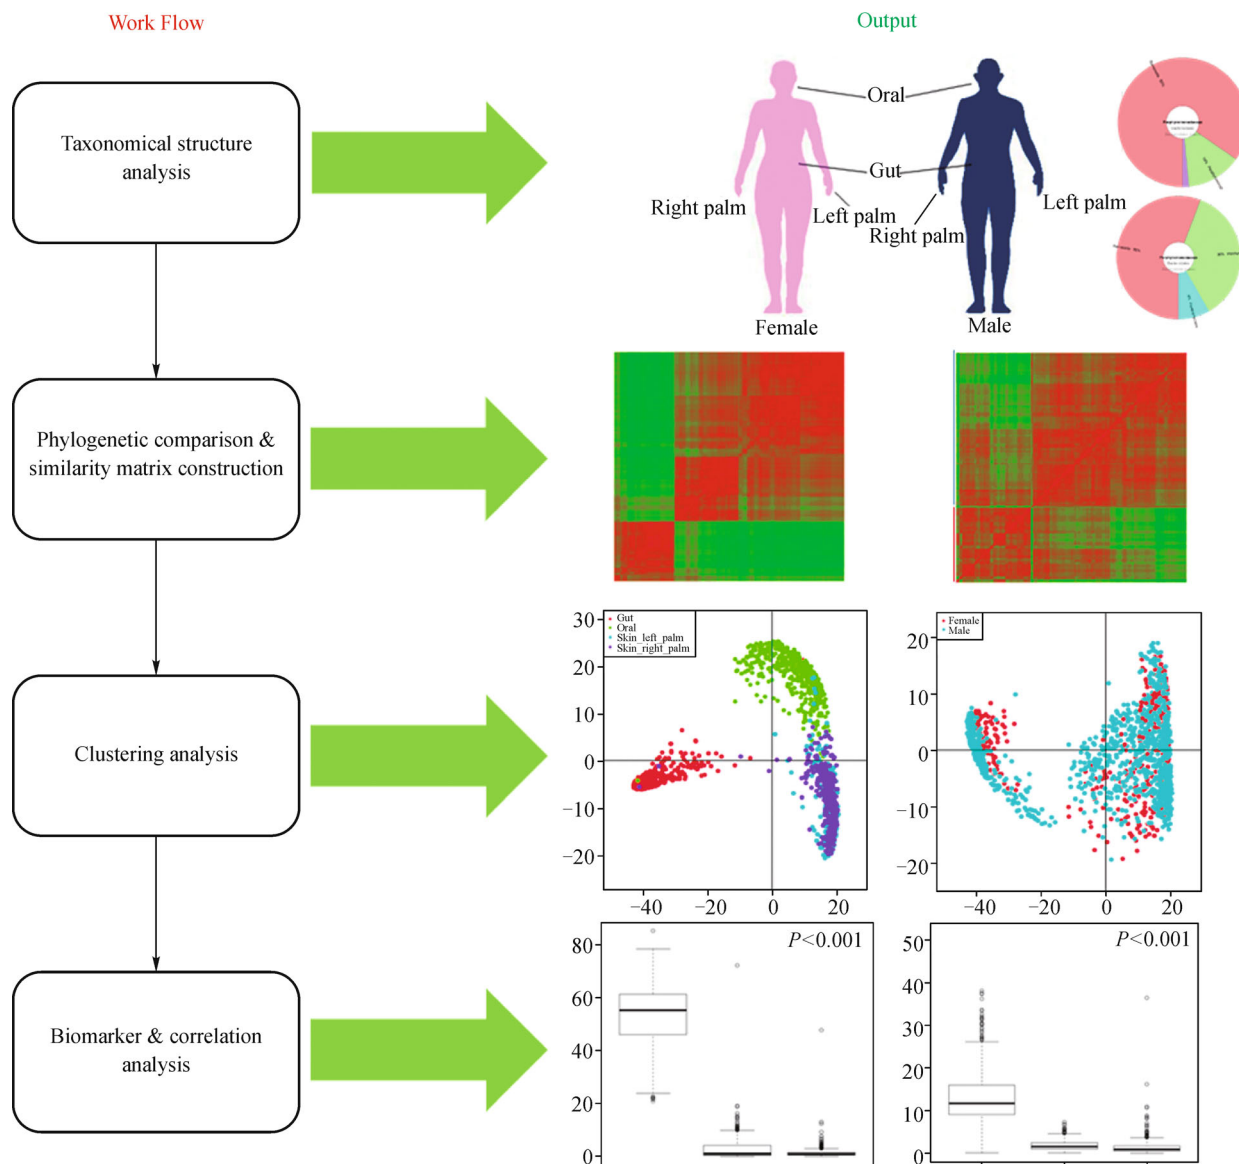 Work Flow
Output
Taxonomical structure
analysis
Oral
Gut
Right palm
Left palm
Right palm
Left palm
Female
Male
Phylogenetic comparison &
similarity matrix construction
Clustering analysis
30
20
10
0
−10
−20
−40
−20
0
20
Gut
Oral
Skin_left_palm
Skin_right_palm
20
10
0
−10
−20
−40
−20
0
20
Female
Male
Biomarker & correlation
analysis
80
60
40
20
0
P<0.001
50
40
30
20
10
0
P<0.001